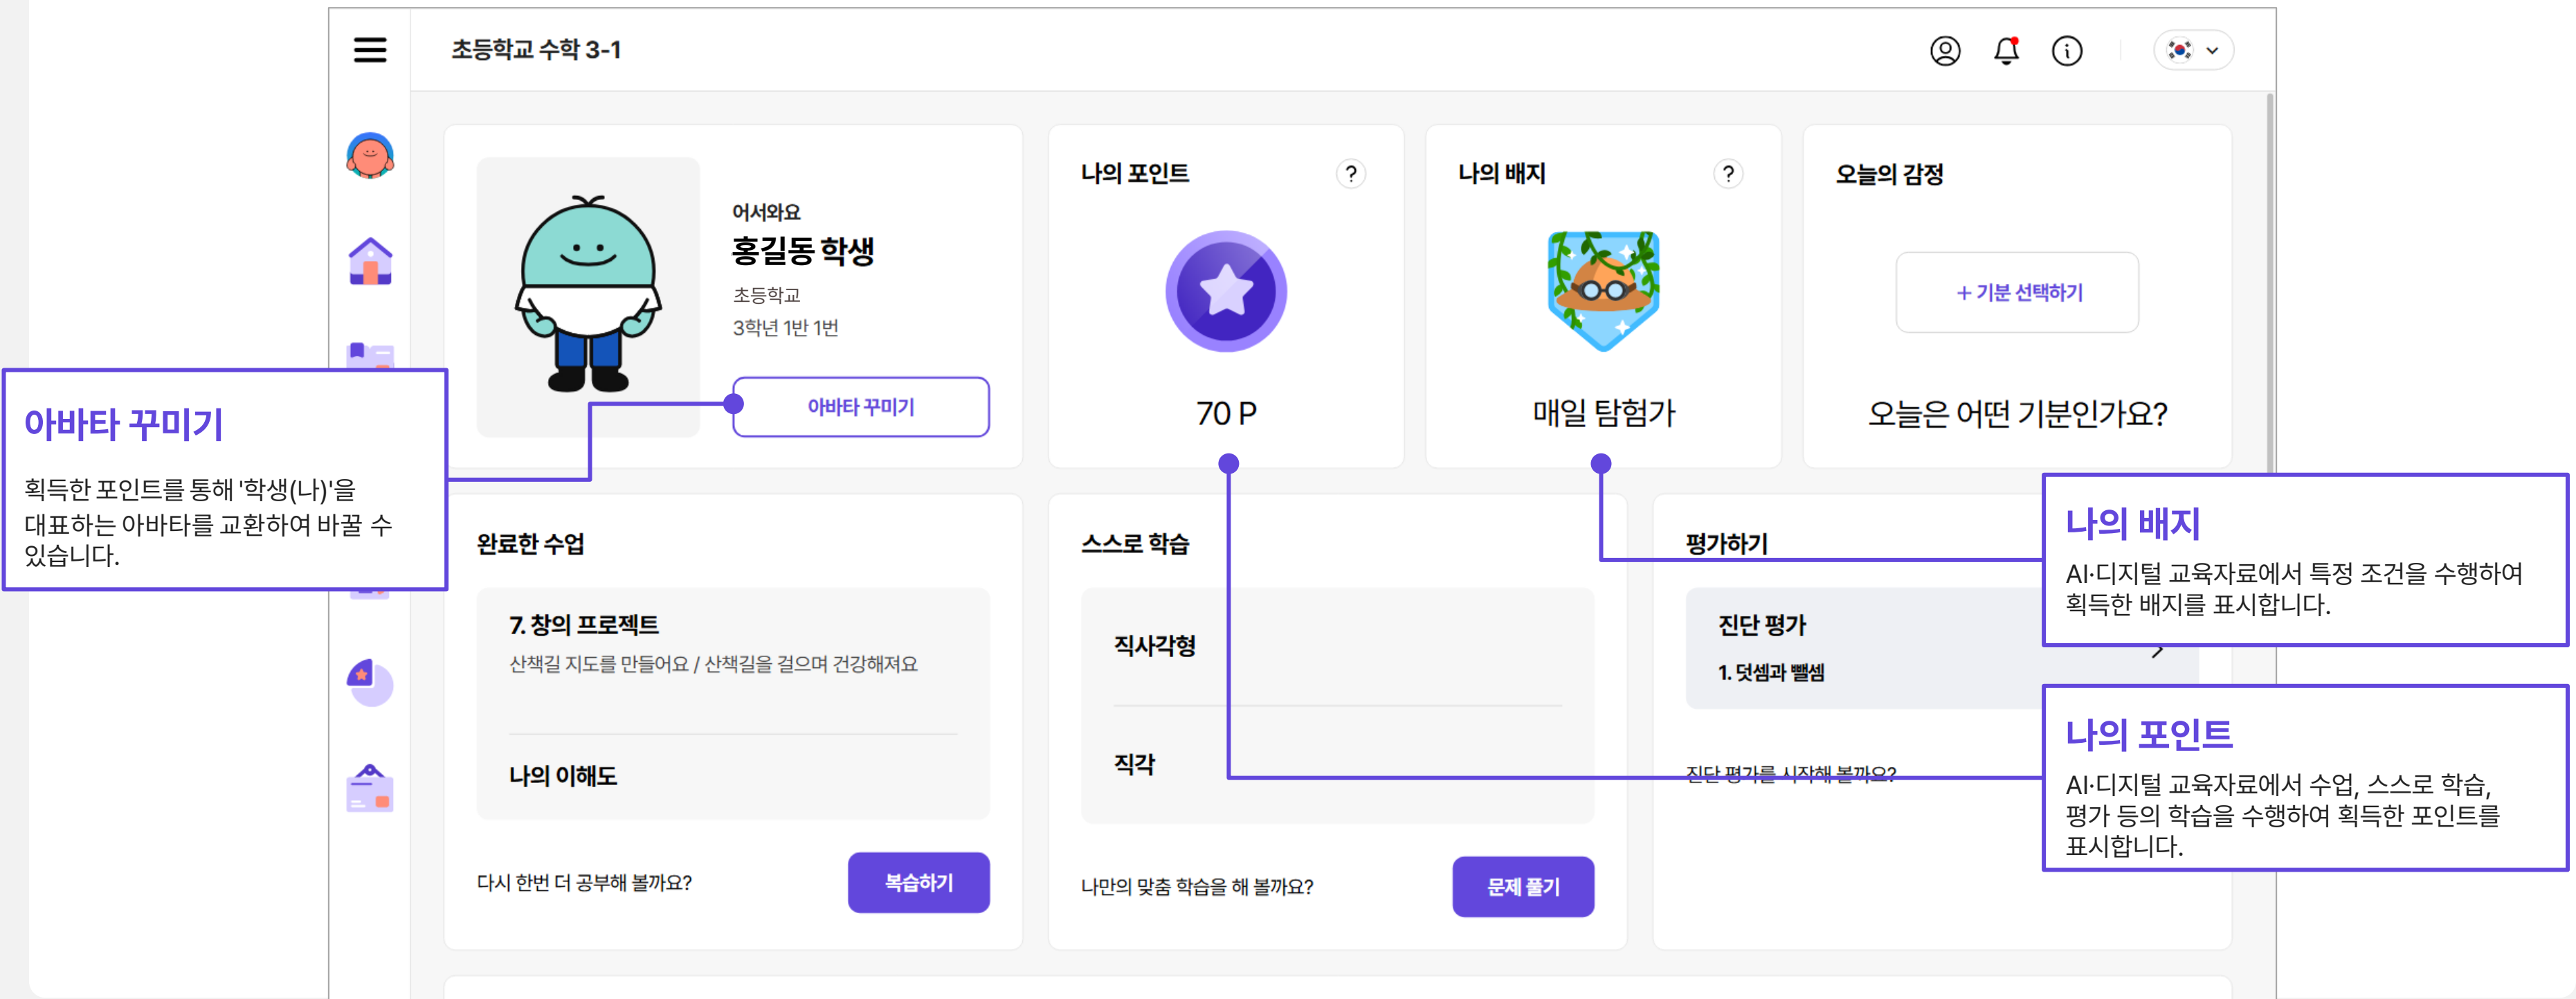 초등학교 수학 3-1
어서와요
홍길동 학생
초등학교
3학년 1반 1번
아바타 꾸미기
나의 포인트
?
70 P
나의 배지
?
매일 탐험가
오늘의 감정
+ 기분 선택하기
오늘은 어떤 기분인가요?
아바타 꾸미기
획득한 포인트를 통해 '학생(나)'을
대표하는 아바타를 교환하여 바꿀 수
있습니다.
완료한 수업
7. 창의 프로젝트
산책길 지도를 만들어요 / 산책길을 걸으며 건강해져요
나의 이해도
다시 한번 더 공부해 볼까요?
복습하기
스스로 학습
직사각형
직각
나만의 맞춤 학습을 해 볼까요?
문제 풀기
평가하기
진단 평가
1. 덧셈과 뺄셈
진단 평가를 시작해 볼까요?
나의 배지
AI·디지털 교육자료에서 특정 조건을 수행하여
획득한 배지를 표시합니다.
나의 포인트
AI·디지털 교육자료에서 수업, 스스로 학습,
평가 등의 학습을 수행하여 획득한 포인트를
표시합니다.